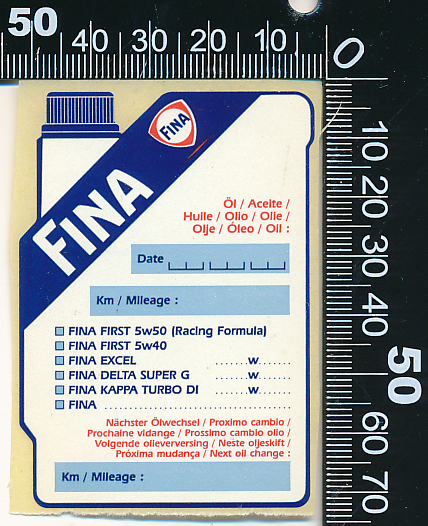 50 40 30 20 10 0
FINA
FINA
Öl / Aceite /
Huile / Olio / Olie /
Olje / Óleo / Oil :
Date
Km / Mileage :
FINA FIRST 5w50 (Racing Formula)
FINA FIRST 5w40
FINA EXCEL .......w.......
FINA DELTA SUPER G .......w.......
FINA KAPPA TURBO DI .......w.......
FINA ........................................
Nächster Ölwechsel / Proximo cambio /
Prochaine vidange / Prossimo cambio olio /
Volgende olieverversing / Neste oljeskift /
Próxima mudança / Next oil change :
Km / Mileage :
10 20 30 40 50 60 70